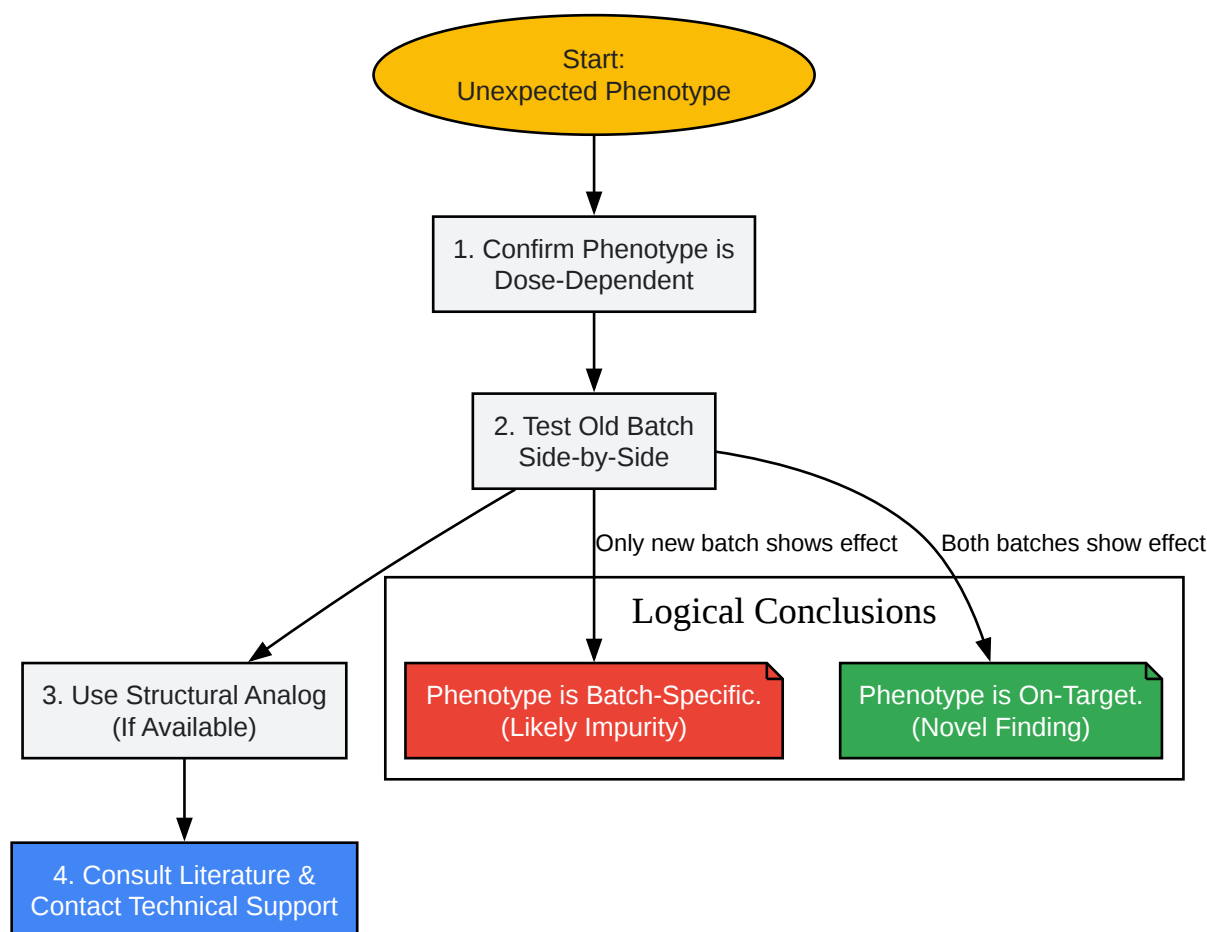 Start:
Unexpected Phenotype
1. Confirm Phenotype is
Dose-Dependent
2. Test Old Batch
Side-by-Side
Only new batch shows effect
Both batches show effect
Logical Conclusions
3. Use Structural Analog
(If Available)
Phenotype is Batch-Specific.
(Likely Impurity)
Phenotype is On-Target.
(Novel Finding)
4. Consult Literature &
Contact Technical Support